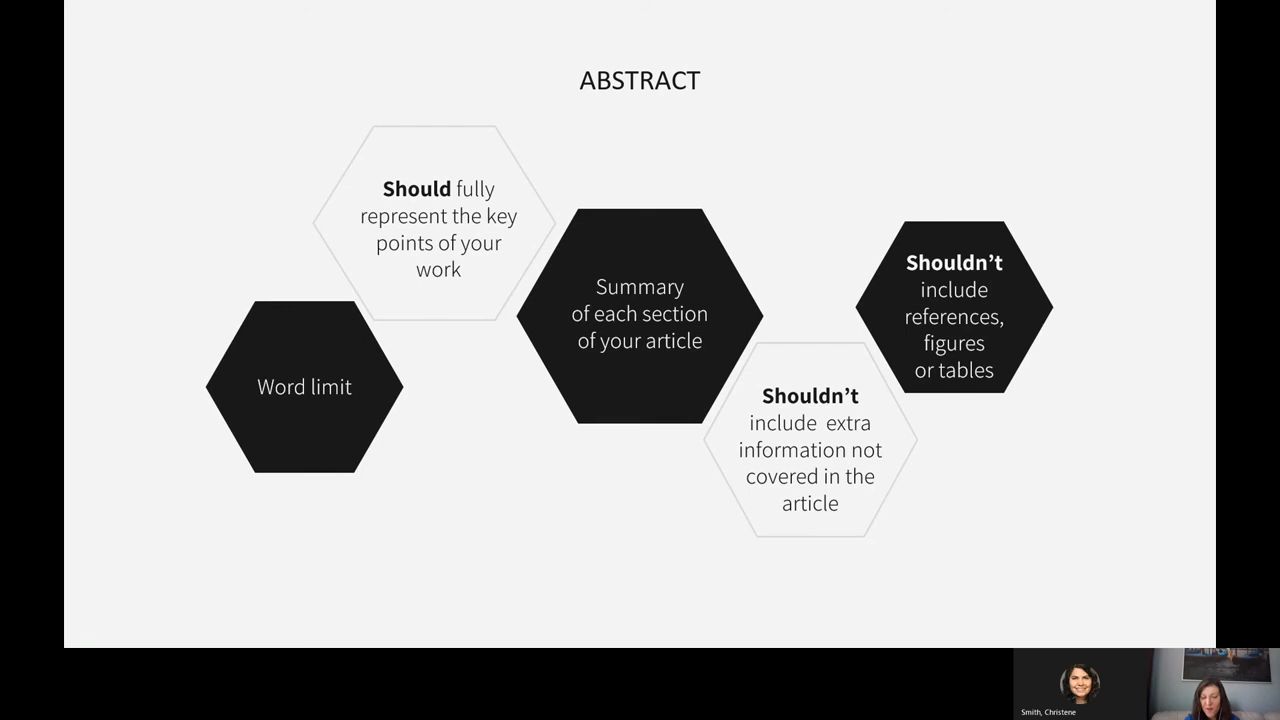 ABSTRACT
Should fully
represent the key
points of your
work
Word limit
Summary
of each section
of your article
Shouldn't
include  extra
information not
covered in the
article
Shouldn't
include
references,
figures
or tables
Smith, Christene